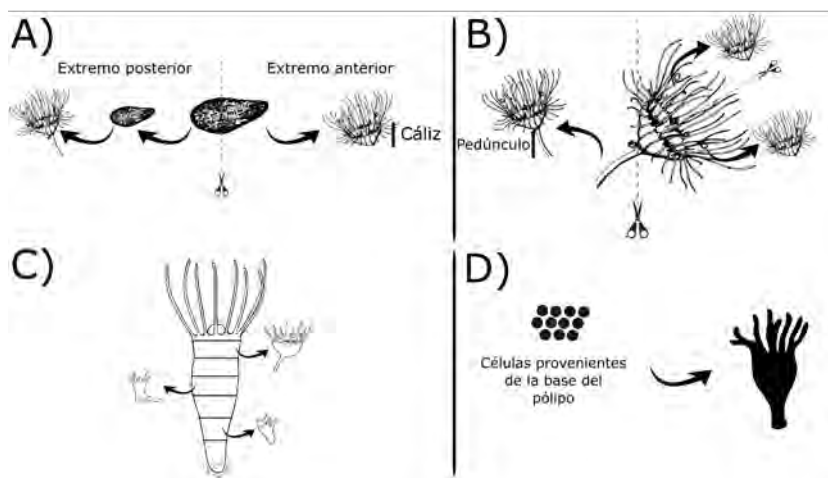 A)
Extremo posterior
Extremo anterior
Cáliz
B)
Pedúnculo
C)
D)
Células provenientes
de la base del
pólipo